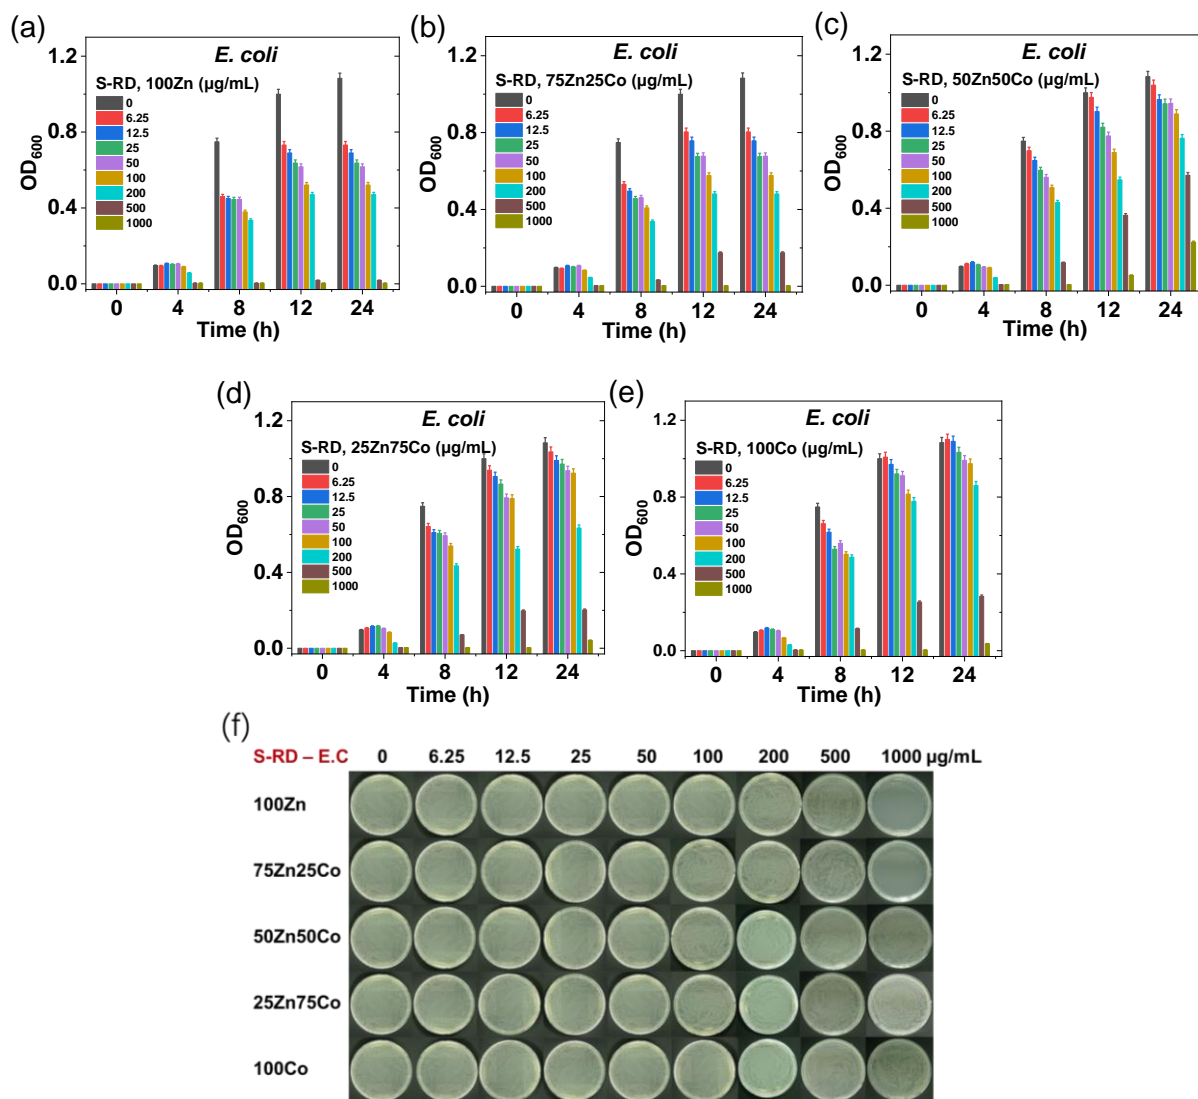 (a)
E. coli
S-RD, 100Zn (µg/mL)
0
6.25
12.5
25
50
100
200
500
1000
OD600
1.2
0.8
0.4
0.0
0 4 8 12 24
Time (h)
(b)
E. coli
S-RD, 75Zn25Co (µg/mL)
0
6.25
12.5
25
50
100
200
500
1000
OD600
1.2
0.8
0.4
0.0
0 4 8 12 24
Time (h)
(c)
E. coli
S-RD, 50Zn50Co (µg/mL)
0
6.25
12.5
25
50
100
200
500
1000
OD600
1.2
0.8
0.4
0.0
0 4 8 12 24
Time (h)
(d)
E. coli
S-RD, 25Zn75Co (µg/mL)
0
6.25
12.5
25
50
100
200
500
1000
OD600
1.2
0.8
0.4
0.0
0 4 8 12 24
Time (h)
(e)
E. coli
S-RD, 100Co (µg/mL)
0
6.25
12.5
25
50
100
200
500
1000
OD600
1.2
0.8
0.4
0.0
0 4 8 12 24
Time (h)
(f)
S-RD – E.C 0 6.25 12.5 25 50 100 200 500 1000 µg/mL
100Zn
75Zn25Co
50Zn50Co
25Zn75Co
100Co